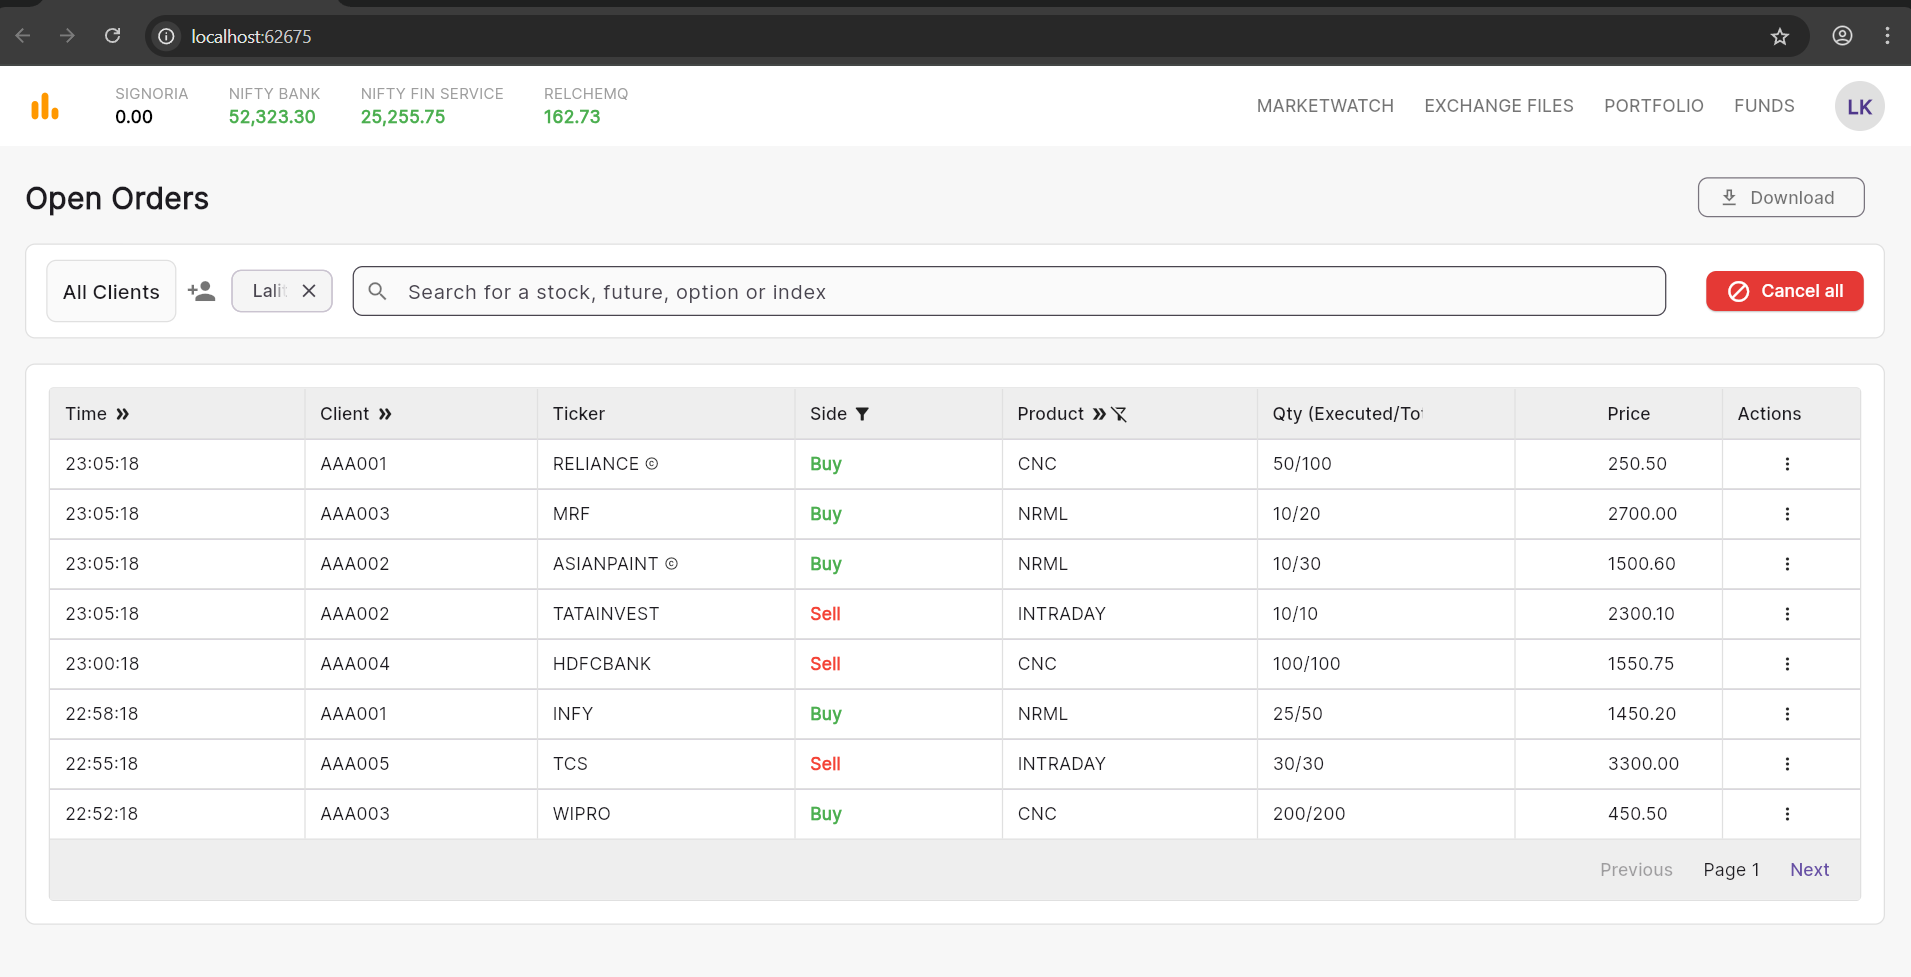 localhost:62675
SIGNORIA NIFTY BANK NIFTY FIN SERVICE RELCHEMQ
0.00 52,323.30 25,255.75 162.73
MARKETWATCH EXCHANGE FILES PORTFOLIO FUNDS LK
Open Orders
Download
All Clients Lalit Search for a stock, future, option or index Cancel all
Time Client Ticker Side Product Qty (Executed/To Price Actions
23:05:18 AAA001 RELIANCE © Buy CNC 50/100 250.50
23:05:18 AAA003 MRF Buy NRML 10/20 2700.00
23:05:18 AAA002 ASIANPAINT © Buy NRML 10/30 1500.60
23:05:18 AAA002 TATAINVEST Sell INTRADAY 10/10 2300.10
23:00:18 AAA004 HDFCBANK Sell CNC 100/100 1550.75
22:58:18 AAA001 INFY Buy NRML 25/50 1450.20
22:55:18 AAA005 TCS Sell INTRADAY 30/30 3300.00
22:52:18 AAA003 WIPRO Buy CNC 200/200 450.50
Previous Page 1 Next